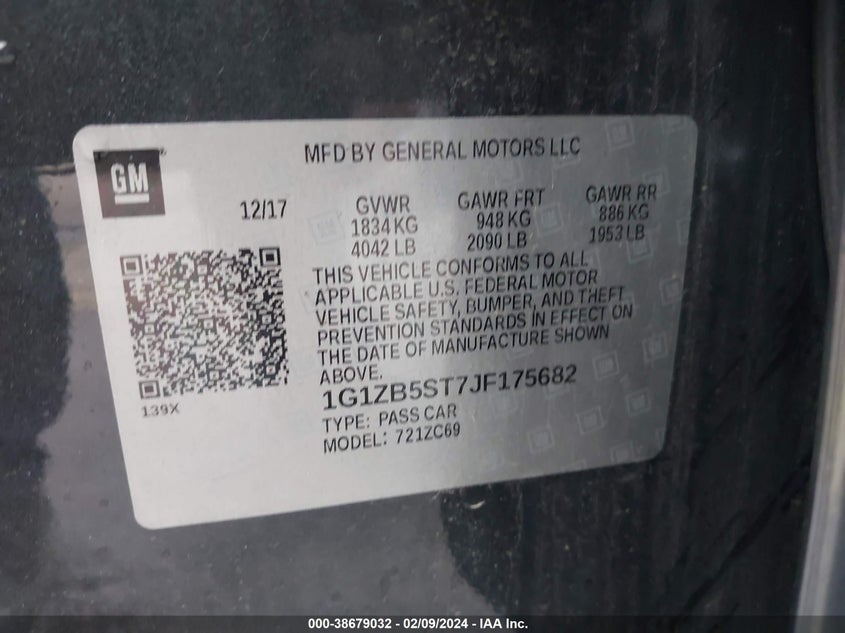 GM
MFD BY GENERAL MOTORS LLC
12/17
GVWR
1834 KG
4042 LB
GAWR FRT
948 KG
2090 LB
GAWR RR
886 KG
1953 LB
THIS VEHICLE CONFORMS TO ALL
APPLICABLE U.S. FEDERAL MOTOR
VEHICLE SAFETY, BUMPER, AND THEFT
PREVENTION STANDARDS IN EFFECT ON
THE DATE OF MANUFACTURE SHOWN
ABOVE.
1G1ZB5ST7JF175682
TYPE: PASS CAR
MODEL: 721ZC69
139X
000-38679032 - 02/09/2024 - IAA Inc.